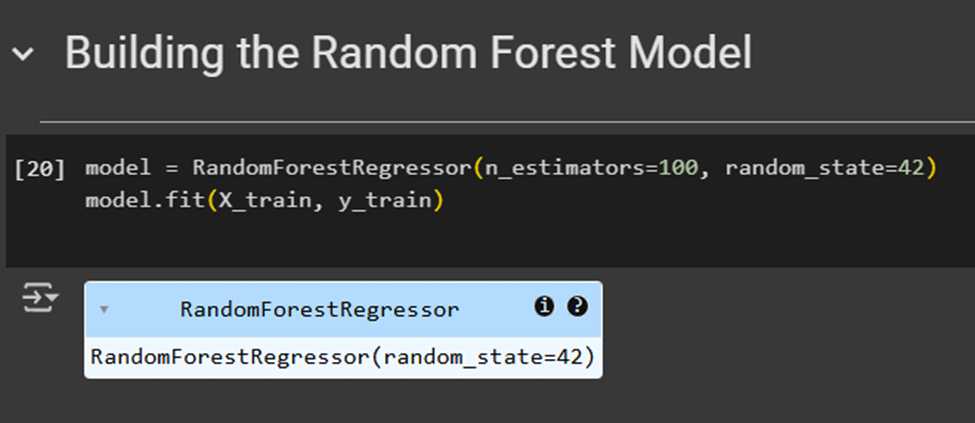 Building the Random Forest Model
[20] model = RandomForestRegressor(n_estimators=100, random_state=42)
model.fit(X_train, y_train)
RandomForestRegressor i ?
RandomForestRegressor(random_state=42)